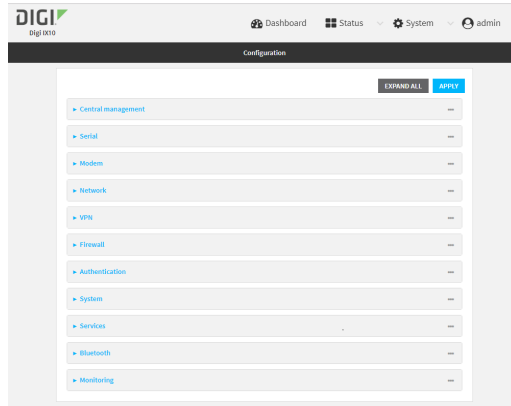 DIGI
Digi IX10
Dashboard Status System admin
Configuration
EXPAND ALL APPLY
Central management
Serial
Modem
Network
VPN
Firewall
Authentication
System
Services
Bluetooth
Monitoring